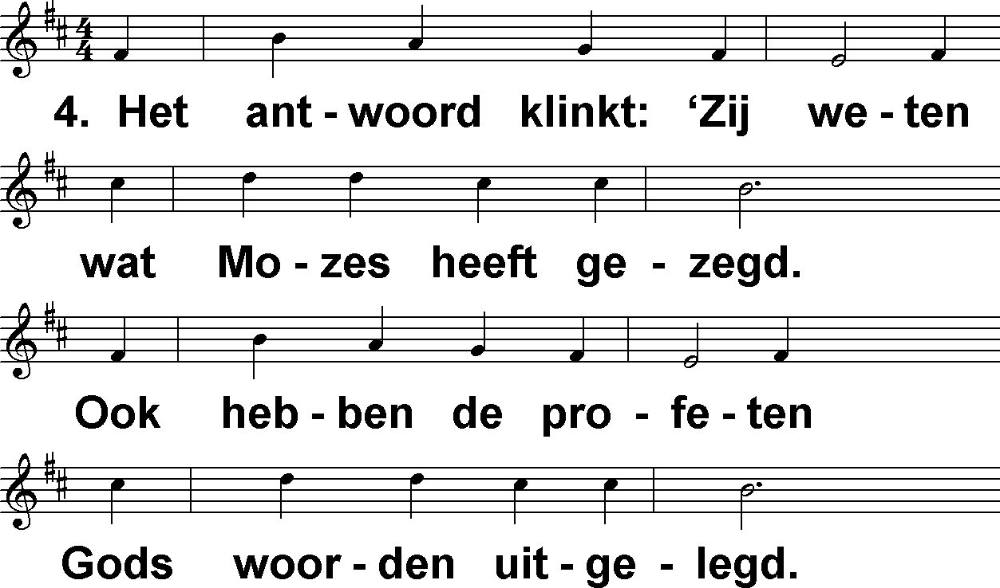 4. Het ant - woord klinkt: ‘Zij we - ten
wat Mo - zes heeft ge - zegd.
Ook heb - ben de pro - fe - ten
Gods woor - den uit - ge - legd.